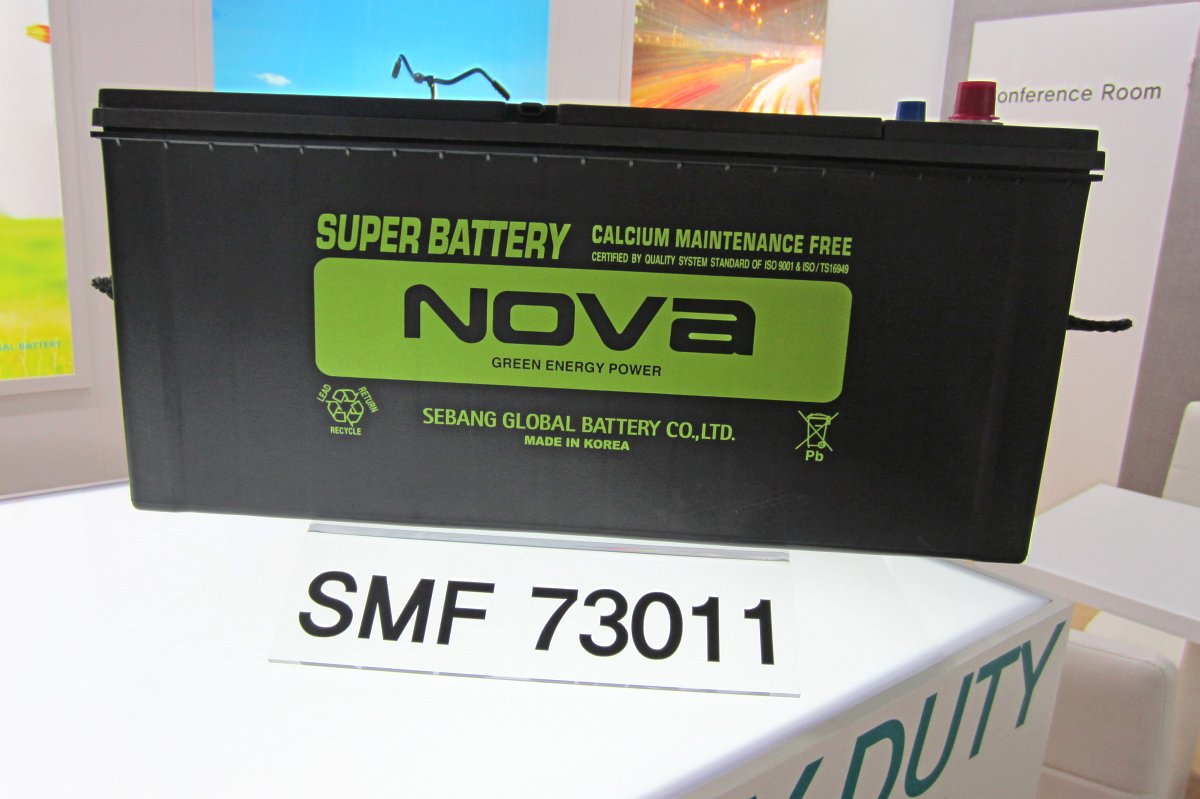 onference Room
SUPER BATTERY
CALCIUM MAINTENANCE FREE
CERTIFIED BY QUALITY SYSTEM STANDARD OF ISO 9001 & ISO/TS16949
NOVa
GREEN ENERGY POWER
LEAD
RETURN
RECYCLE
SEBANG GLOBAL BATTERY CO.,LTD.
MADE IN KOREA
Pb
BATTERY
SMF 73011
Y DUTY